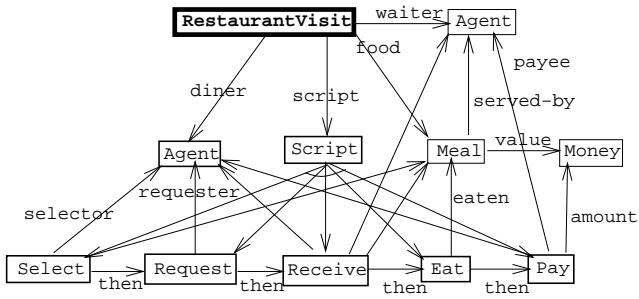 RestaurantVisit
waiter
Agent
food
payee
diner
script
served-by
Agent
Script
Meal
value
Money
requester
selector
eaten
amount
Select
then
Request
then
Receive
then
Eat
then
Pay